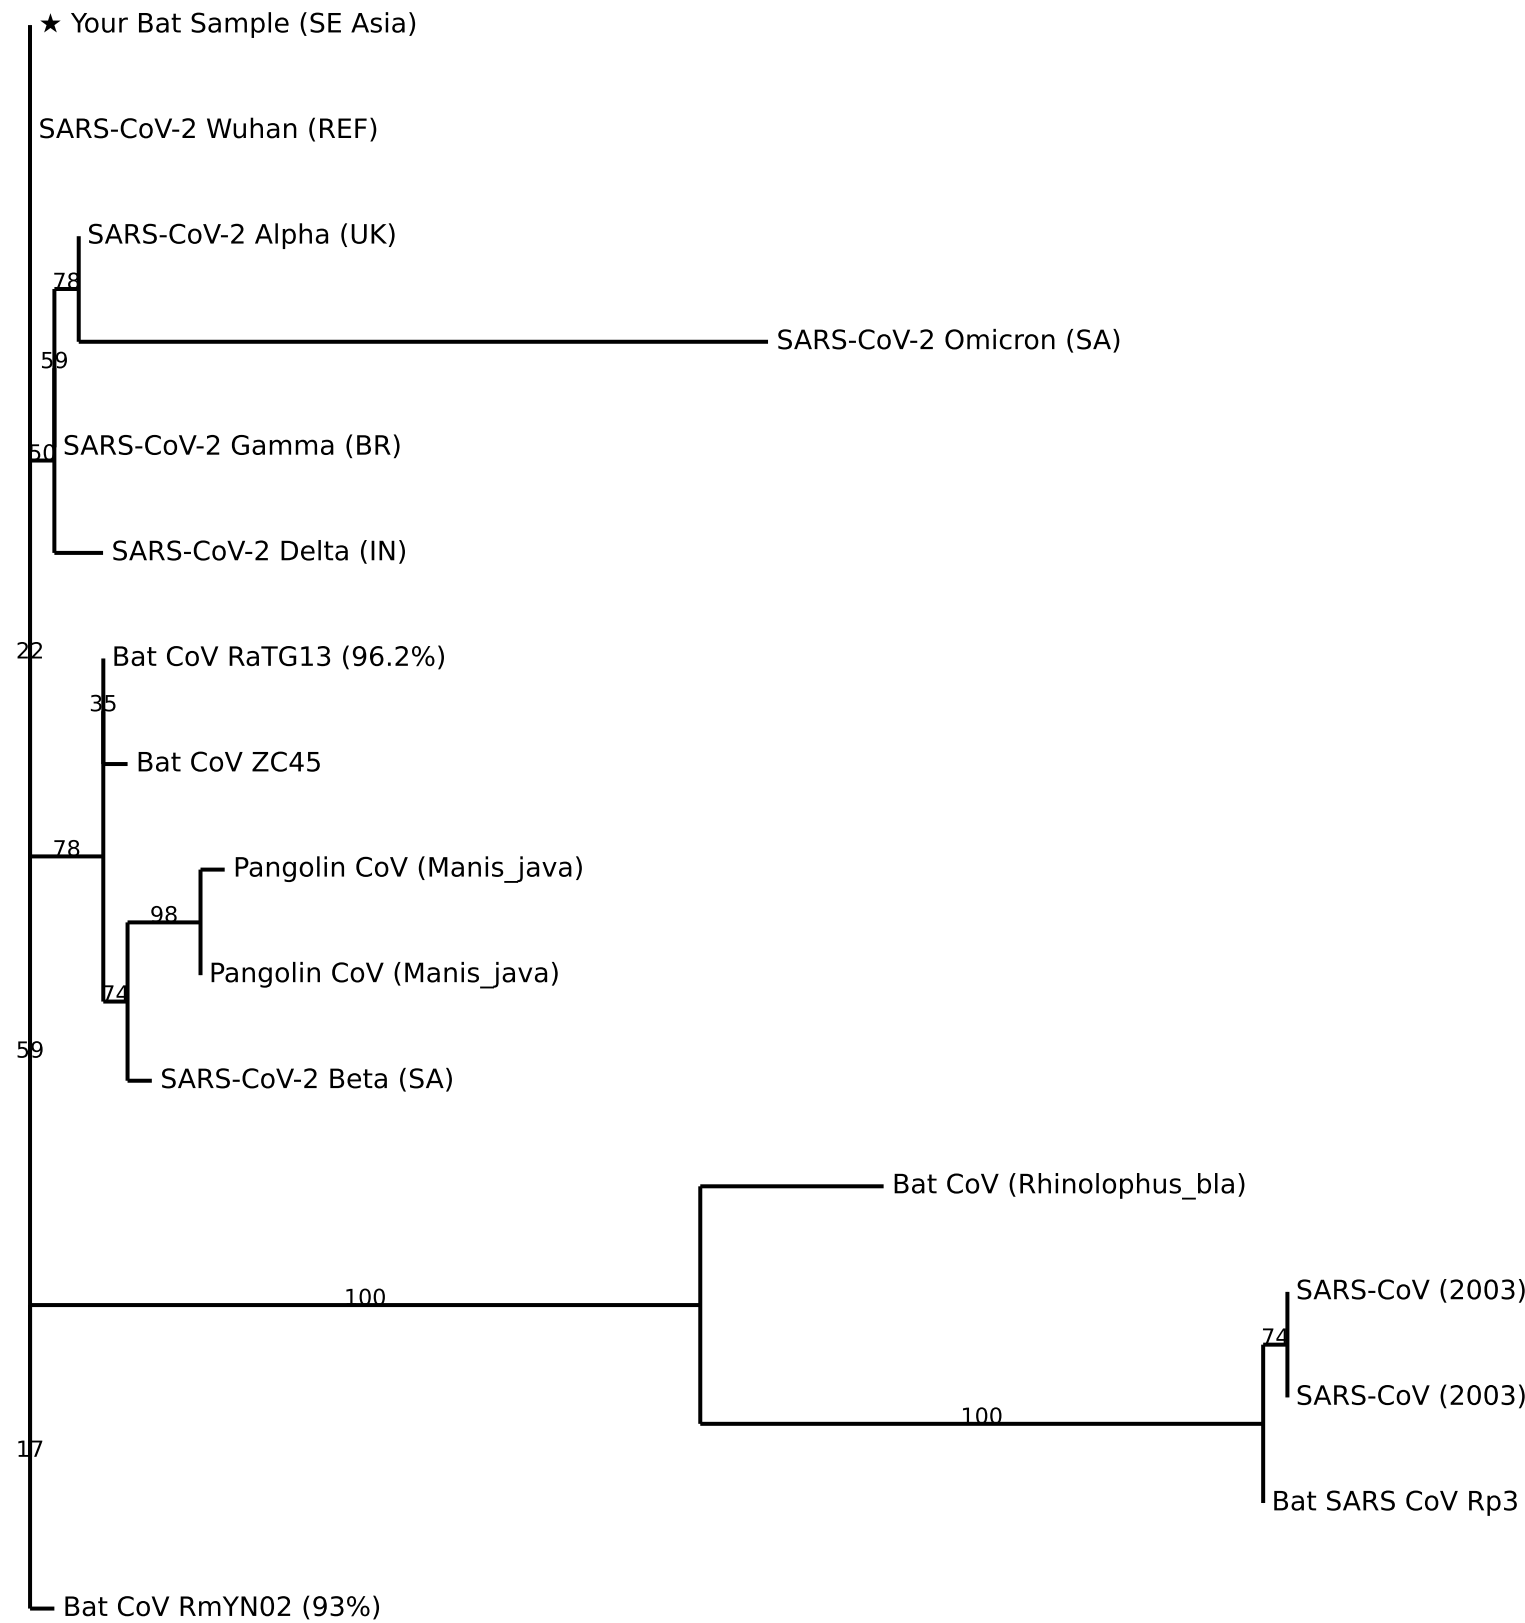 ★ Your Bat Sample (SE Asia)
SARS-CoV-2 Wuhan (REF)
SARS-CoV-2 Alpha (UK)
78
SARS-CoV-2 Omicron (SA)
59
SARS-CoV-2 Gamma (BR)
50
SARS-CoV-2 Delta (IN)
22
Bat CoV RaTG13 (96.2%)
35
Bat CoV ZC45
78
Pangolin CoV (Manis_java)
98
Pangolin CoV (Manis_java)
74
59
SARS-CoV-2 Beta (SA)
Bat CoV (Rhinolophus_bla)
100
SARS-CoV (2003)
74
SARS-CoV (2003)
100
17
Bat SARS CoV Rp3
Bat CoV RmYN02 (93%)